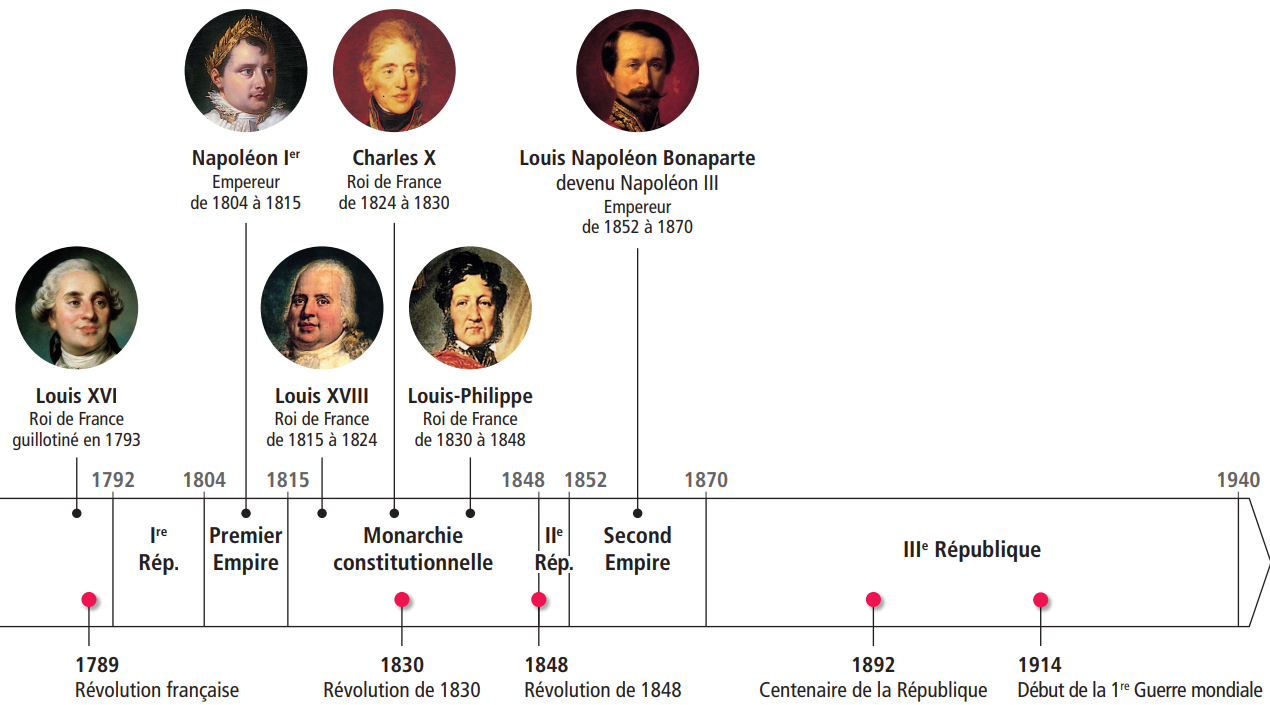 Napoléon Ier
Empereur
de 1804 à 1815
Charles X
Roi de France
de 1824 à 1830
Louis Napoléon Bonaparte
devenu Napoléon III
Empereur
de 1852 à 1870
Louis XVI
Roi de France
guillotiné en 1793
Louis XVIII
Roi de France
de 1815 à 1824
Louis-Philippe
Roi de France
de 1830 à 1848
1792
1804
1815
1848
1852
1870
1940
Ire
Rép.
Premier
Empire
Monarchie
constitutionnelle
IIe
Rép.
Second
Empire
IIIe République
1789
Révolution française
1830
Révolution de 1830
1848
Révolution de 1848
1892
Centenaire de la République
1914
Début de la 1re Guerre mondiale